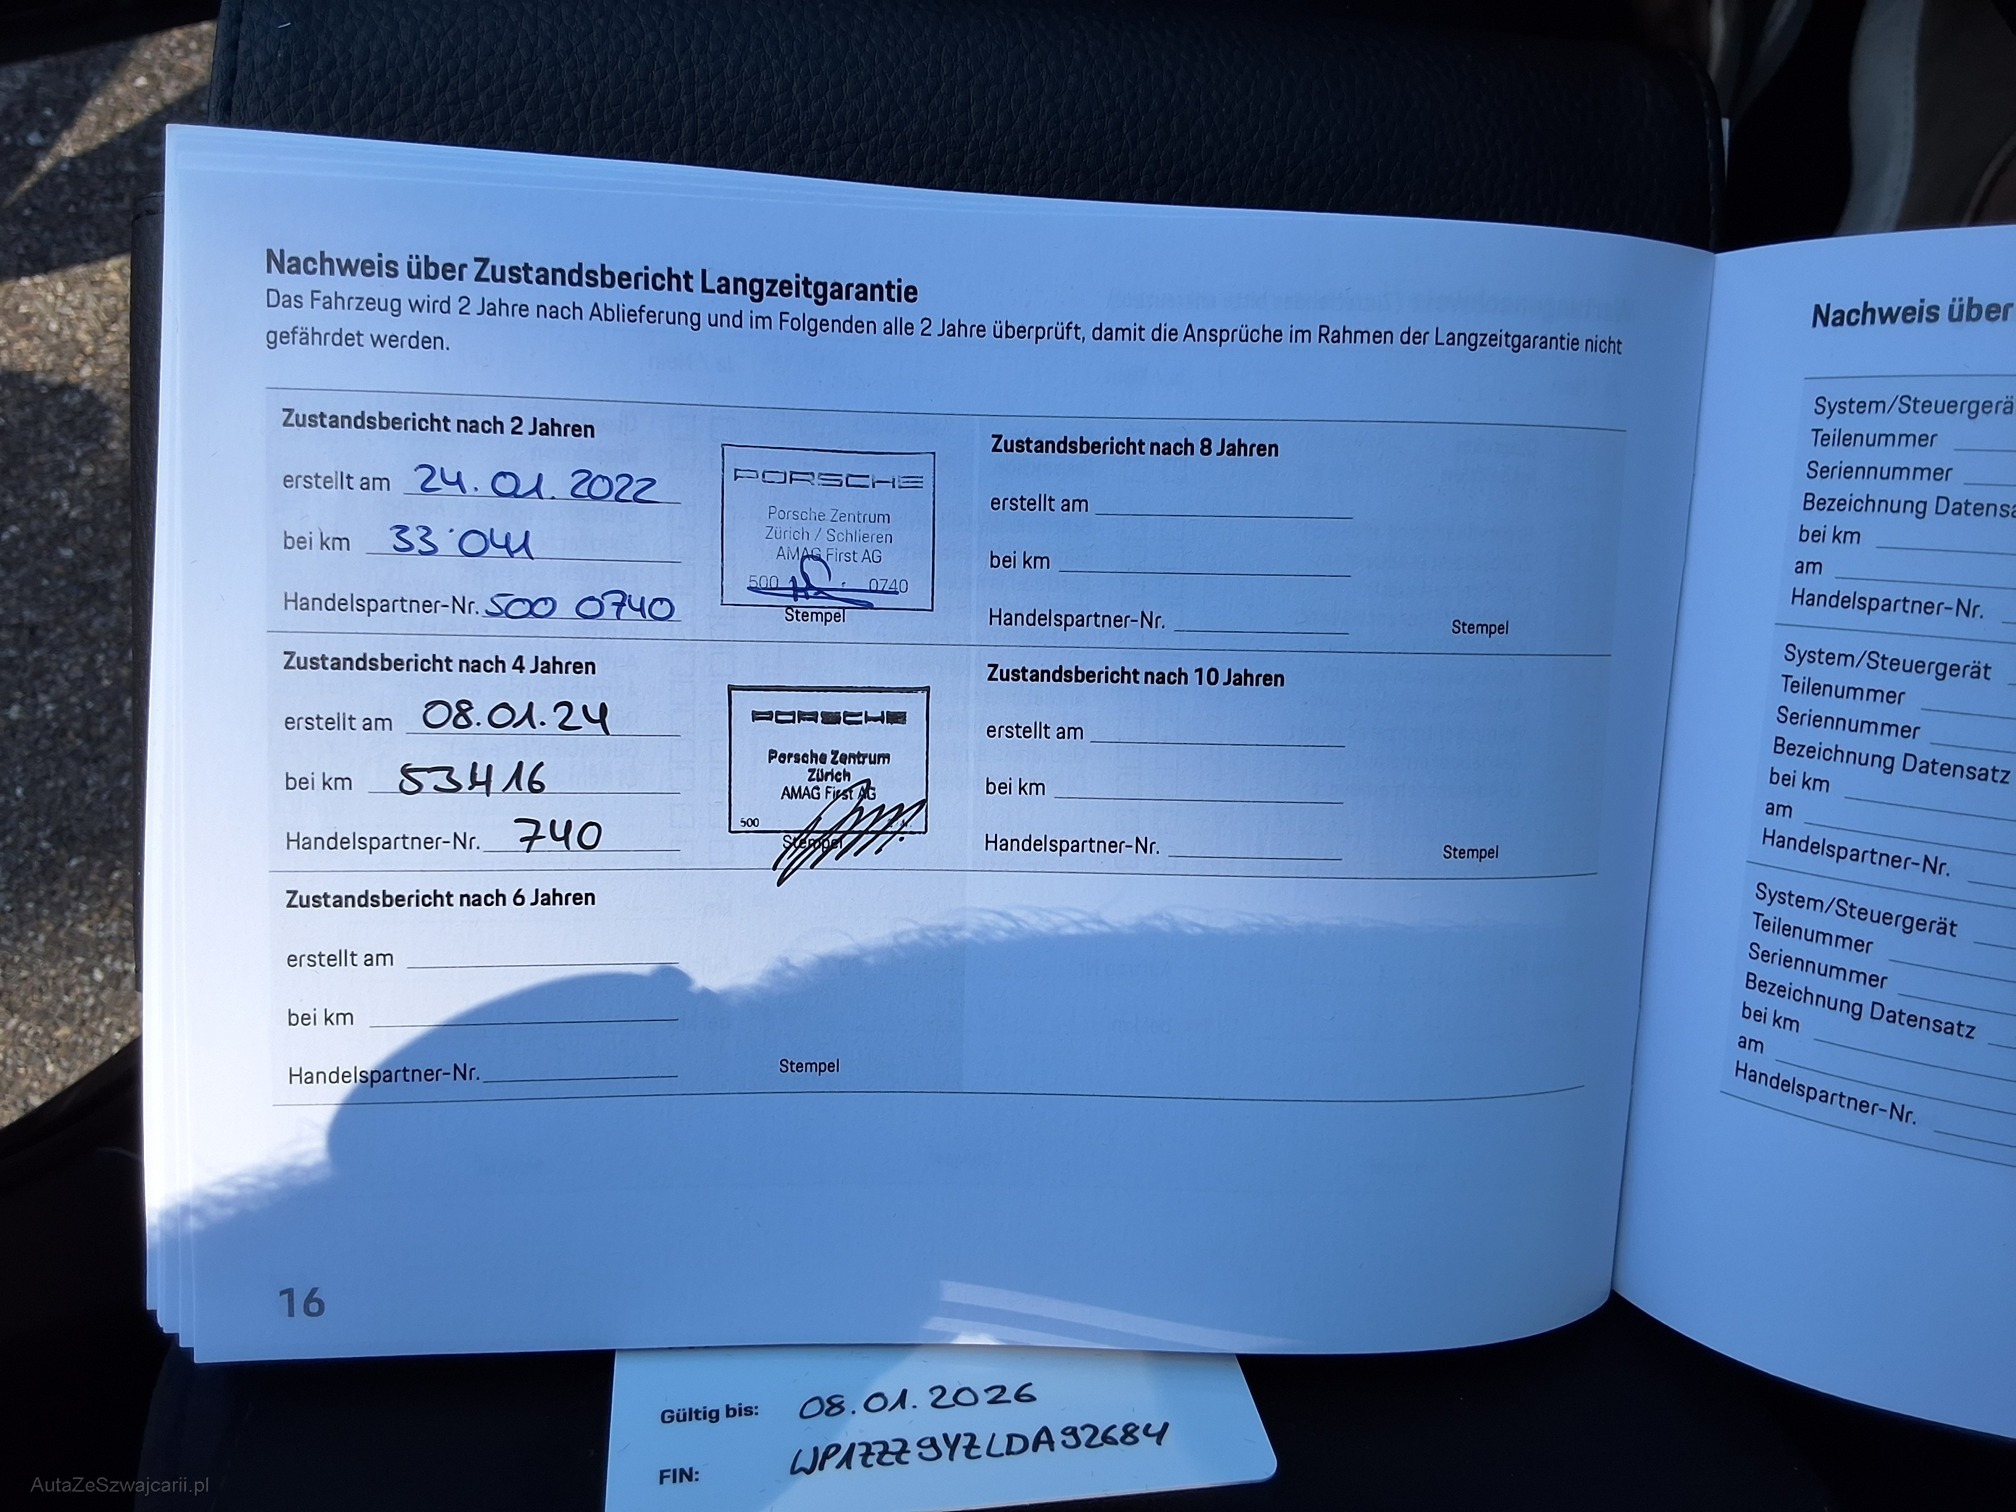 Nachweis über Zustandsbericht Langzeitgarantie
Das Fahrzeug wird 2 Jahre nach Ablieferung und im Folgenden alle 2 Jahre überprüft, damit die Ansprüche im Rahmen der Langzeitgarantie nicht
gefährdet werden.
Zustandsbericht nach 2 Jahren
erstellt am 24.01.2022
bei km 33'041
Handelspartner-Nr. 500 0740
PORSCHE
Porsche Zentrum
Zürich / Schlieren
AMAG First AG
500 0740
Stempel
Zustandsbericht nach 4 Jahren
erstellt am 08.01.24
bei km 53416
Handelspartner-Nr. 740
PORSCHE
Porsche Zentrum
Zürich
AMAG First AG
500
Stempel
Zustandsbericht nach 6 Jahren
erstellt am
bei km
Handelspartner-Nr.
Stempel
Zustandsbericht nach 8 Jahren
erstellt am
bei km
Handelspartner-Nr.
Stempel
Zustandsbericht nach 10 Jahren
erstellt am
bei km
Handelspartner-Nr.
Stempel
16
Nachweis über
System/Steuergerä
Teilenummer
Seriennummer
Bezeichnung Datensa
bei km
am
Handelspartner-Nr.
System/Steuergerät
Teilenummer
Seriennummer
Bezeichnung Datensatz
bei km
am
Handelspartner-Nr.
System/Steuergerät
Teilenummer
Seriennummer
Bezeichnung Datensatz
bei km
am
Handelspartner-Nr.
Gültig bis: 08.01.2026
FIN: WP1ZZZ9YZLDA92684
AutaZeSzwajcarii.pl